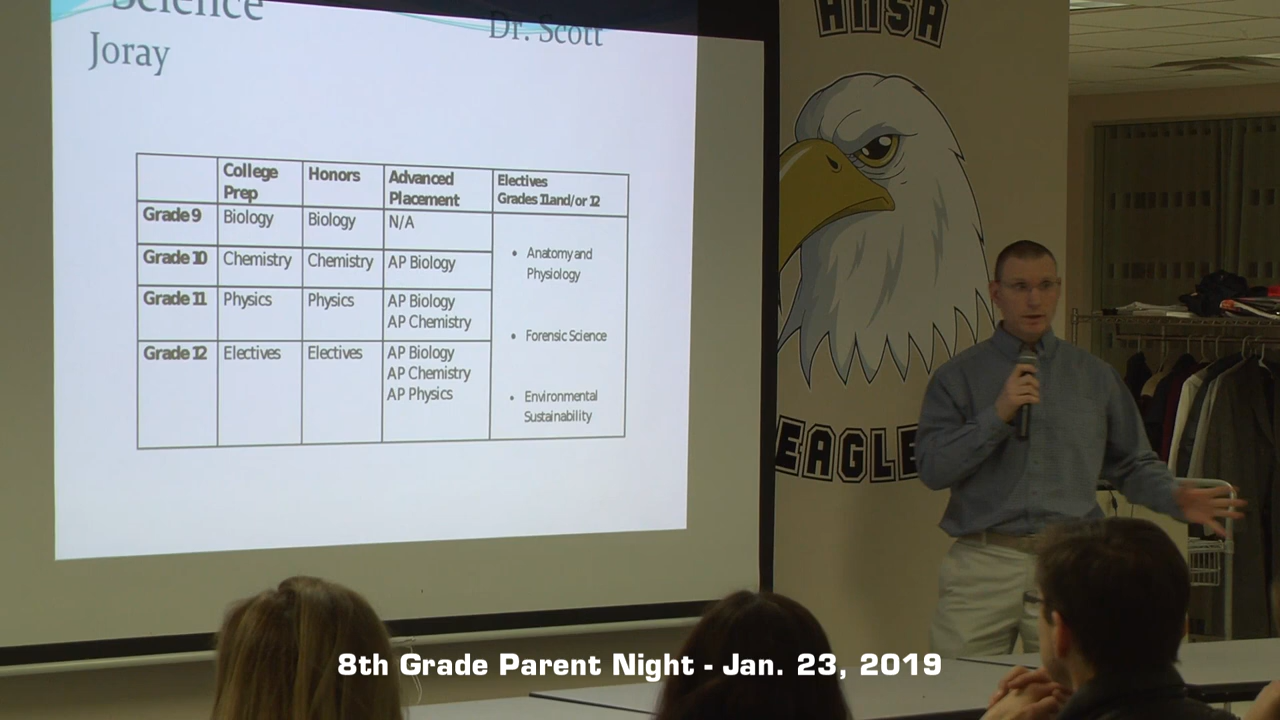 Science
Dr. Scott
Joray
College Prep Honors Advanced Placement Electives Grades 11 and/or 12
Grade 9 Biology Biology N/A
Grade 10 Chemistry Chemistry AP Biology
Grade 11 Physics Physics AP Biology AP Chemistry
Grade 12 Electives Electives AP Biology AP Chemistry AP Physics
• Anatomy and
Physiology
• Forensic Science
• Environmental
Sustainability
AMSA
EAGLE
8th Grade Parent Night - Jan. 23, 2019